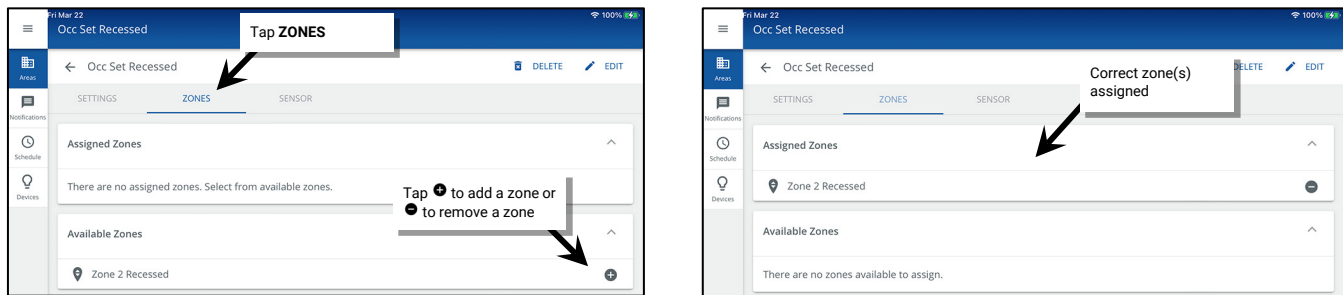 Fri Mar 22
100%
Occ Set Recessed
Tap ZONES
Areas
Occ Set Recessed
DELETE
EDIT
SETTINGS
ZONES
SENSOR
Notifications
Assigned Zones
Schedule
There are no assigned zones. Select from available zones.
Devices
Tap + to add a zone or
- to remove a zone
Available Zones
Zone 2 Recessed
Fri Mar 22
100%
Occ Set Recessed
Areas
Occ Set Recessed
DELETE
EDIT
Correct zone(s)
assigned
SETTINGS
ZONES
SENSOR
Notifications
Assigned Zones
Schedule
Zone 2 Recessed
Devices
Available Zones
There are no zones available to assign.